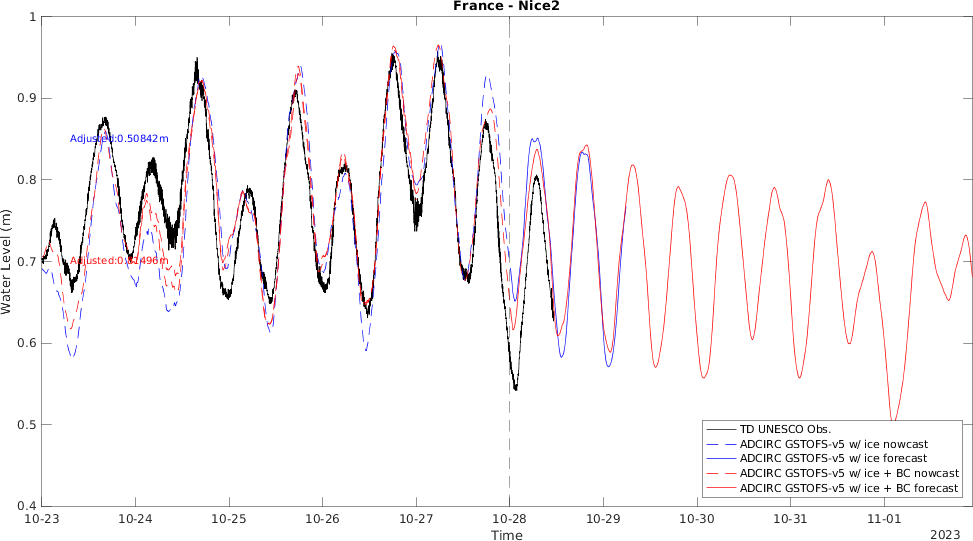 France - Nice2
Water Level (m)
1
0.9
0.8
0.7
0.6
0.5
0.4
Adjusted:0.50842m
TD UNESCO Obs.
ADCIRC GSTOFS-v5 w/ ice nowcast
ADCIRC GSTOFS-v5 w/ ice forecast
ADCIRC GSTOFS-v5 w/ ice + BC nowcast
ADCIRC GSTOFS-v5 w/ ice + BC forecast
10-23 10-24 10-25 10-26 10-27 10-28 10-29 10-30 10-31 11-01
Time
2023